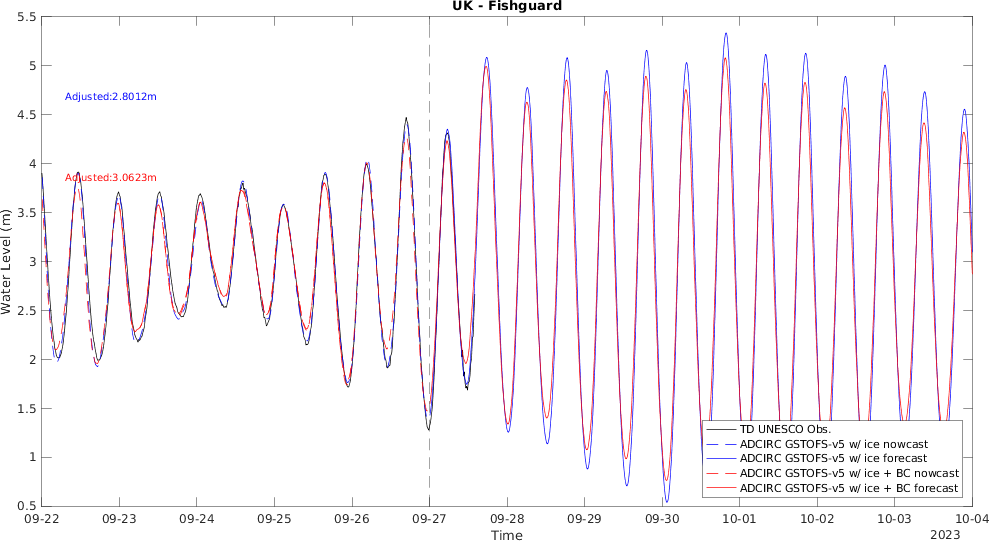 UK - Fishguard
5.5
5
4.5
4
3.5
3
2.5
2
1.5
1
0.5
Water Level (m)
Adjusted:2.8012m
Adjusted:3.0623m
TD UNESCO Obs.
ADCIRC GSTOFS-v5 w/ ice nowcast
ADCIRC GSTOFS-v5 w/ ice forecast
ADCIRC GSTOFS-v5 w/ ice + BC nowcast
ADCIRC GSTOFS-v5 w/ ice + BC forecast
09-22 09-23 09-24 09-25 09-26 09-27 09-28 09-29 09-30 10-01 10-02 10-03 10-04
Time
2023